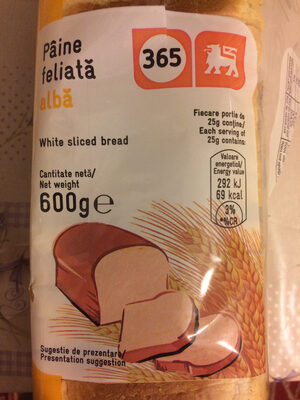 Pâine
feliată
albă
365
White sliced bread
Fiecare porție de
25g conține/
Each serving of
25g contains:
Cantitate netă/
Net weight
600g℮
Valoare
energetică/
Energy value
292 kJ
69 kcal
3%
*%CR
Sugestie de prezentare/
Presentation suggestion